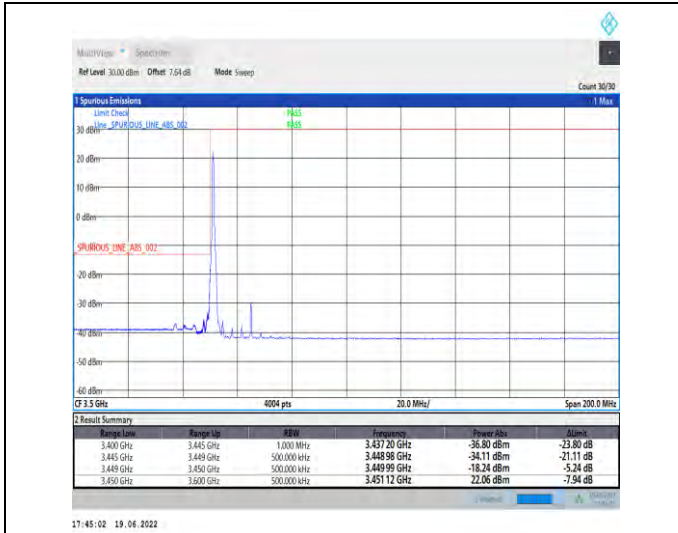 MultiView Spectrum
Ref Level 30.00 dBm Offset 7.64 dB Mode Sweep
Count 30/30
1 Spurious Emissions 1 Max
Limit Check PASS
Line _SPURIOUS_LINE_ABS_002 PASS
30 dBm
20 dBm
10 dBm
0 dBm
_SPURIOUS_LINE_ABS_002
-20 dBm
-30 dBm
-40 dBm
-50 dBm
-60 dBm
CF 3.5 GHz 4004 pts 20.0 MHz/ Span 200.0 MHz
2 Result Summary
Range Low Range Up RBW Frequency Power Abs ΔLimit
3.400 GHz 3.445 GHz 1.000 MHz 3.437 20 GHz -36.80 dBm -23.80 dB
3.445 GHz 3.449 GHz 500.000 kHz 3.448 98 GHz -34.11 dBm -21.11 dB
3.449 GHz 3.450 GHz 500.000 kHz 3.449 99 GHz -18.24 dBm -5.24 dB
3.450 GHz 3.600 GHz 500.000 kHz 3.451 12 GHz 22.06 dBm -7.94 dB
17:45:02 19.06.2022